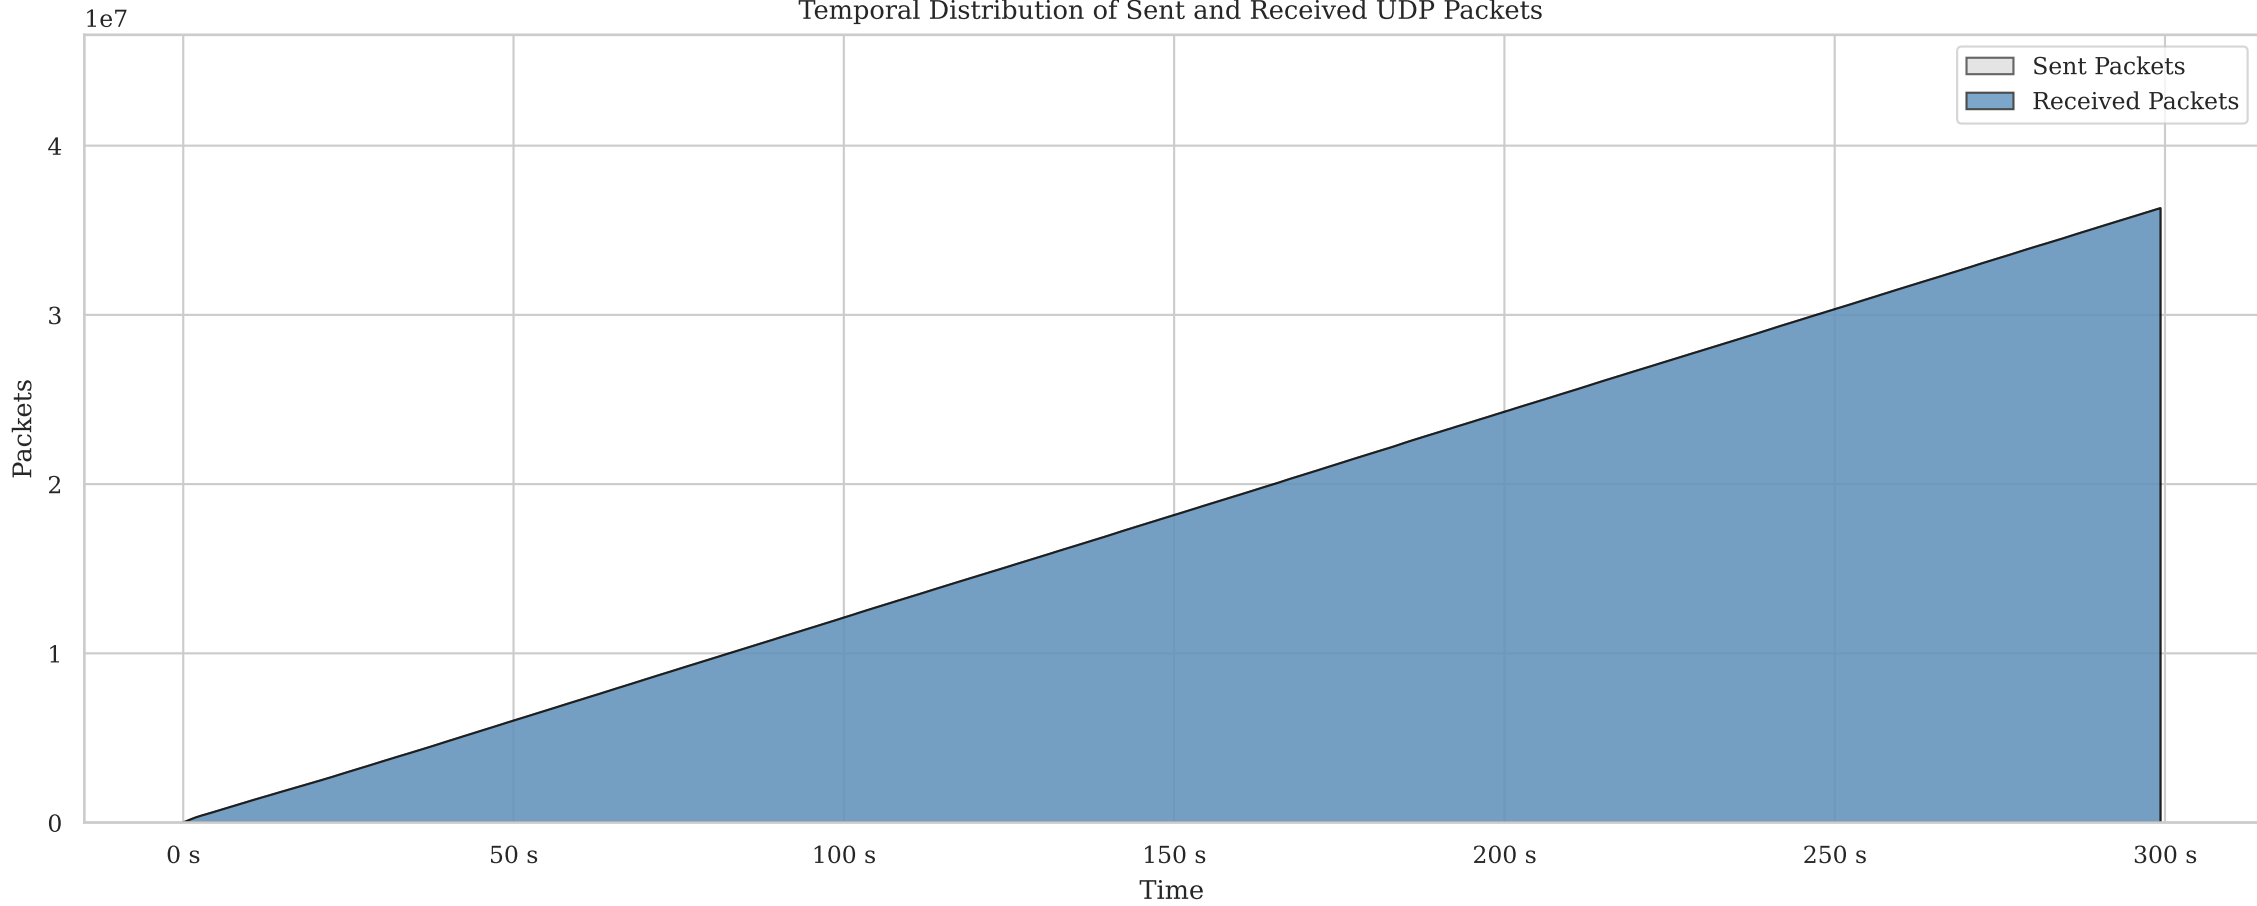 Temporal Distribution of Sent and Received UDP Packets
1e7
Sent Packets
Received Packets
4
3
2
1
0
Packets
0 s
50 s
100 s
150 s
200 s
250 s
300 s
Time